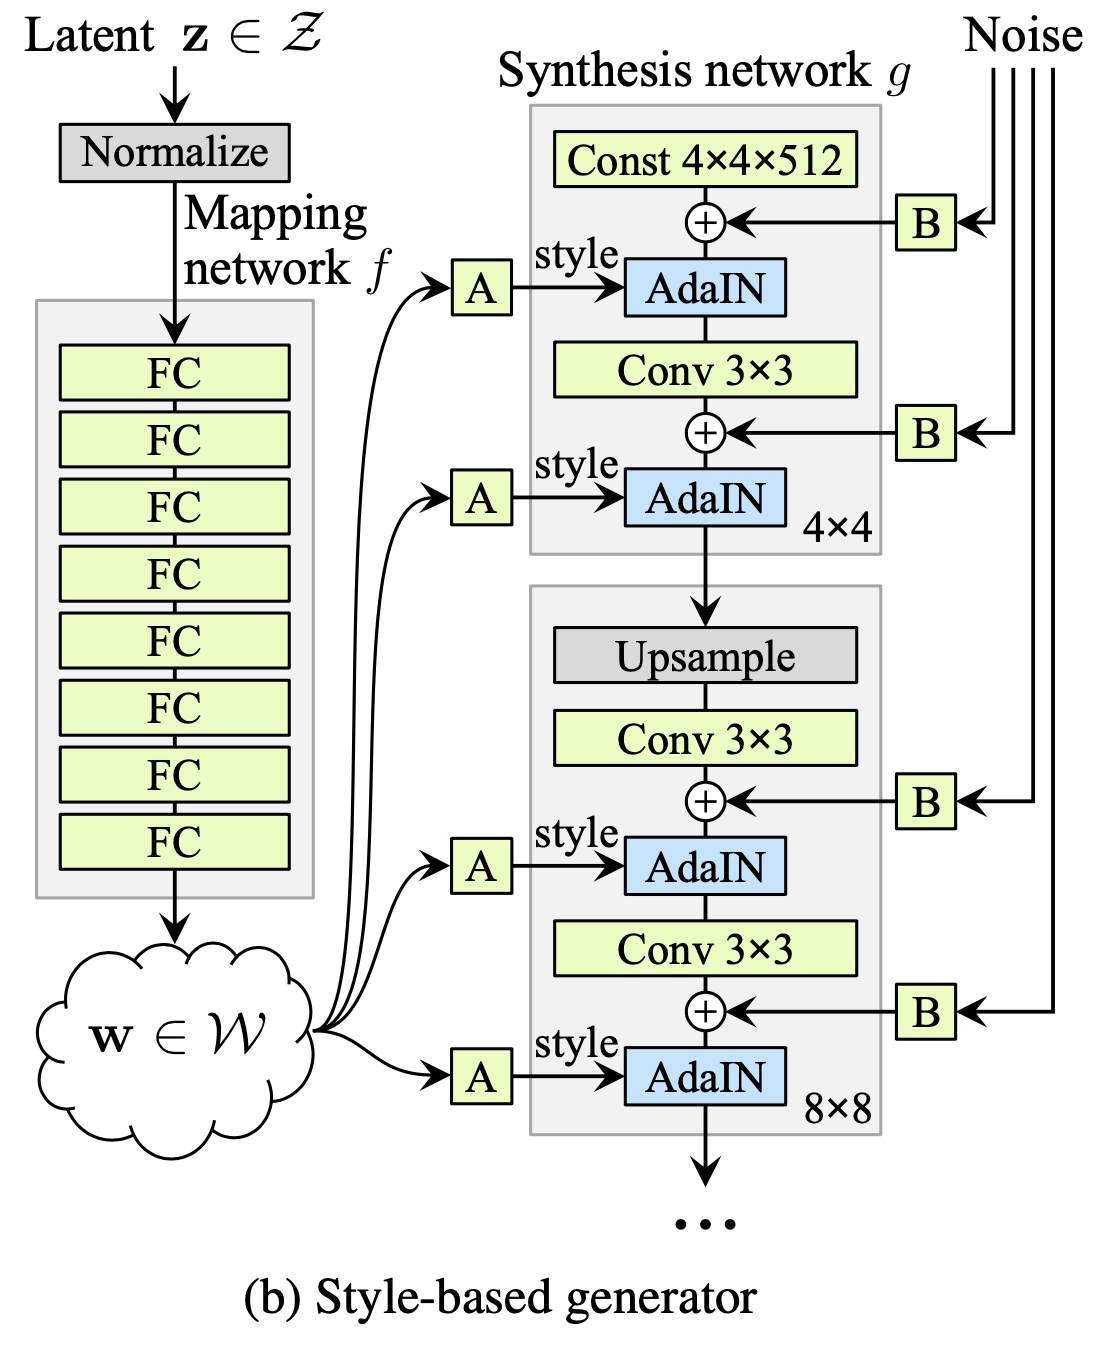 Latent z ∈ 𝒵
Noise
Synthesis network g
Normalize
Mapping
network f
FC
FC
FC
FC
FC
FC
FC
FC
w ∈ 𝒲
Const 4×4×512
+
B
A
style
AdaIN
Conv 3×3
+
B
A
style
AdaIN
4×4
Upsample
Conv 3×3
+
B
A
style
AdaIN
Conv 3×3
+
B
A
style
AdaIN
8×8
...
(b) Style-based generator